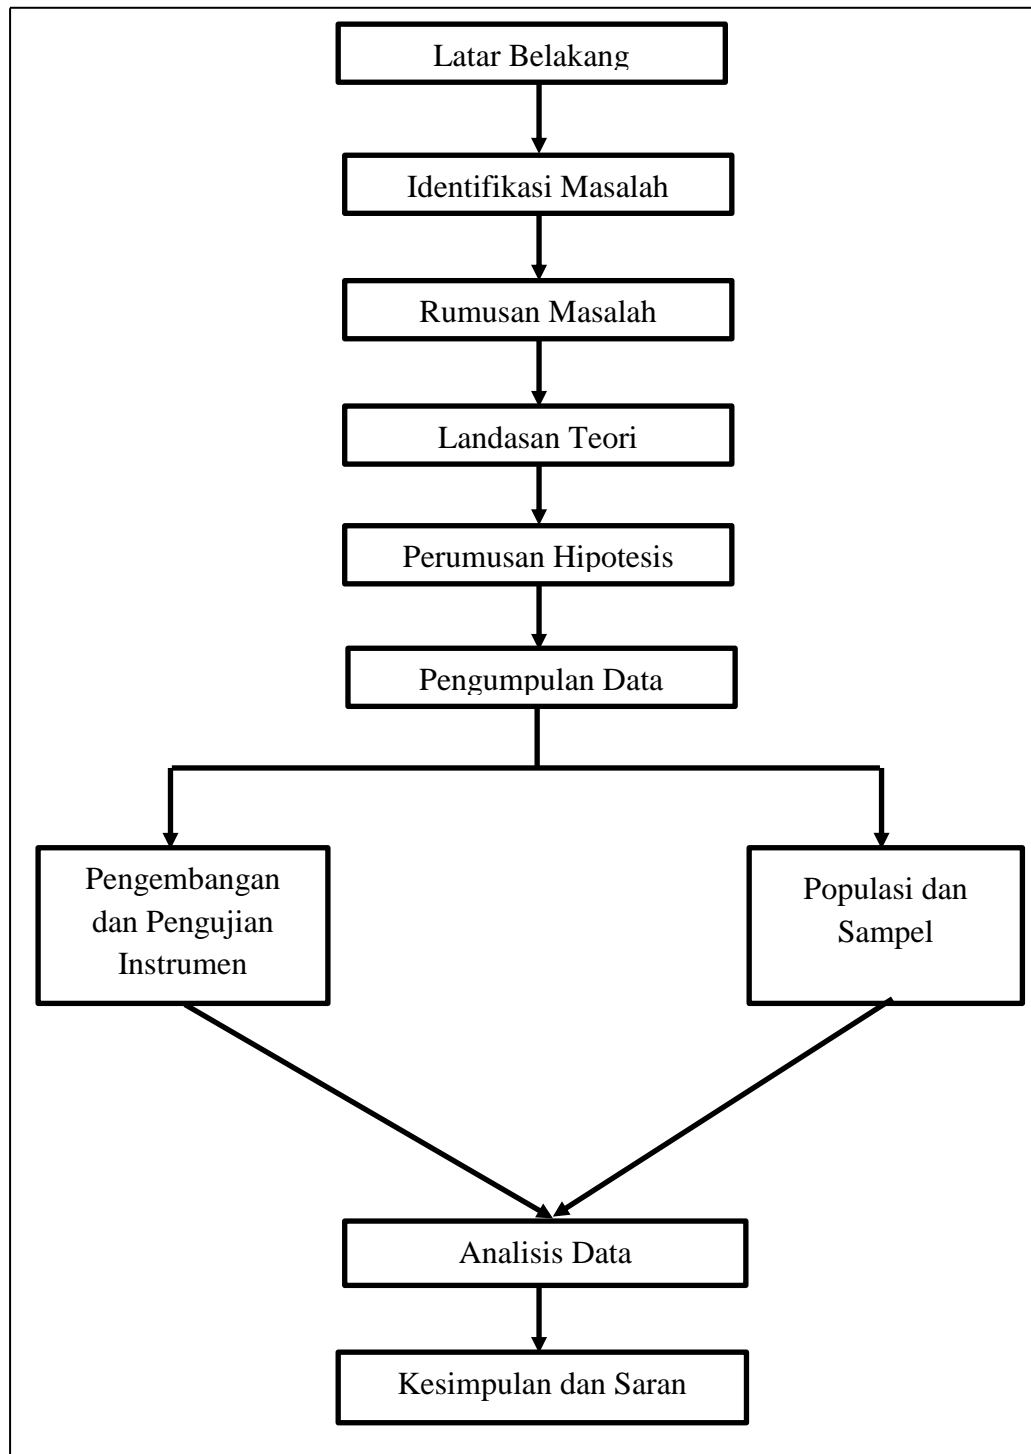 Latar Belakang
Identifikasi Masalah
Rumusan Masalah
Landasan Teori
Perumusan Hipotesis
Pengumpulan Data
Pengembangan
dan Pengujian
Instrumen
Populasi dan
Sampel
Analisis Data
Kesimpulan dan Saran